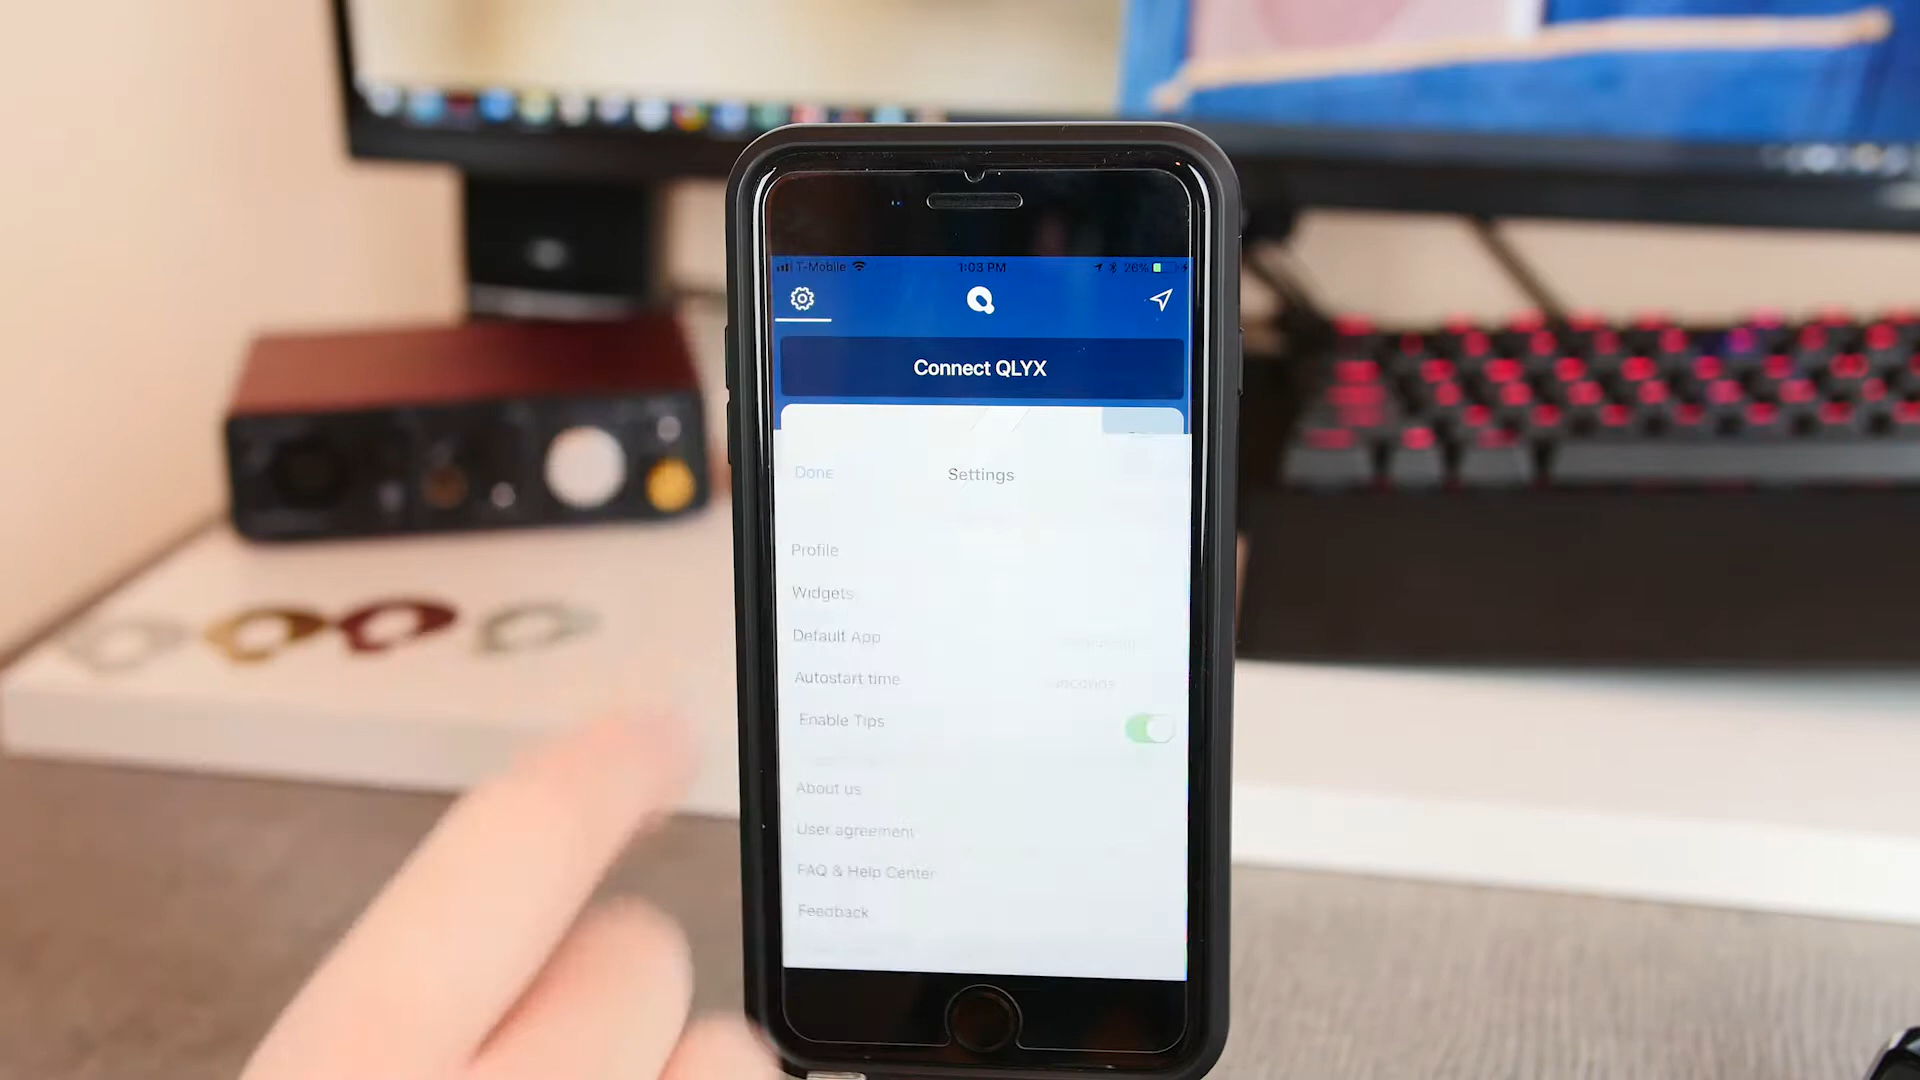 T-Mobile 1:03 PM 26%
Connect QLYX
Done Settings
Profile
Widgets
Default App
Autostart time
Enable Tips
About us
User agreement
FAQ & Help Center
Feedback